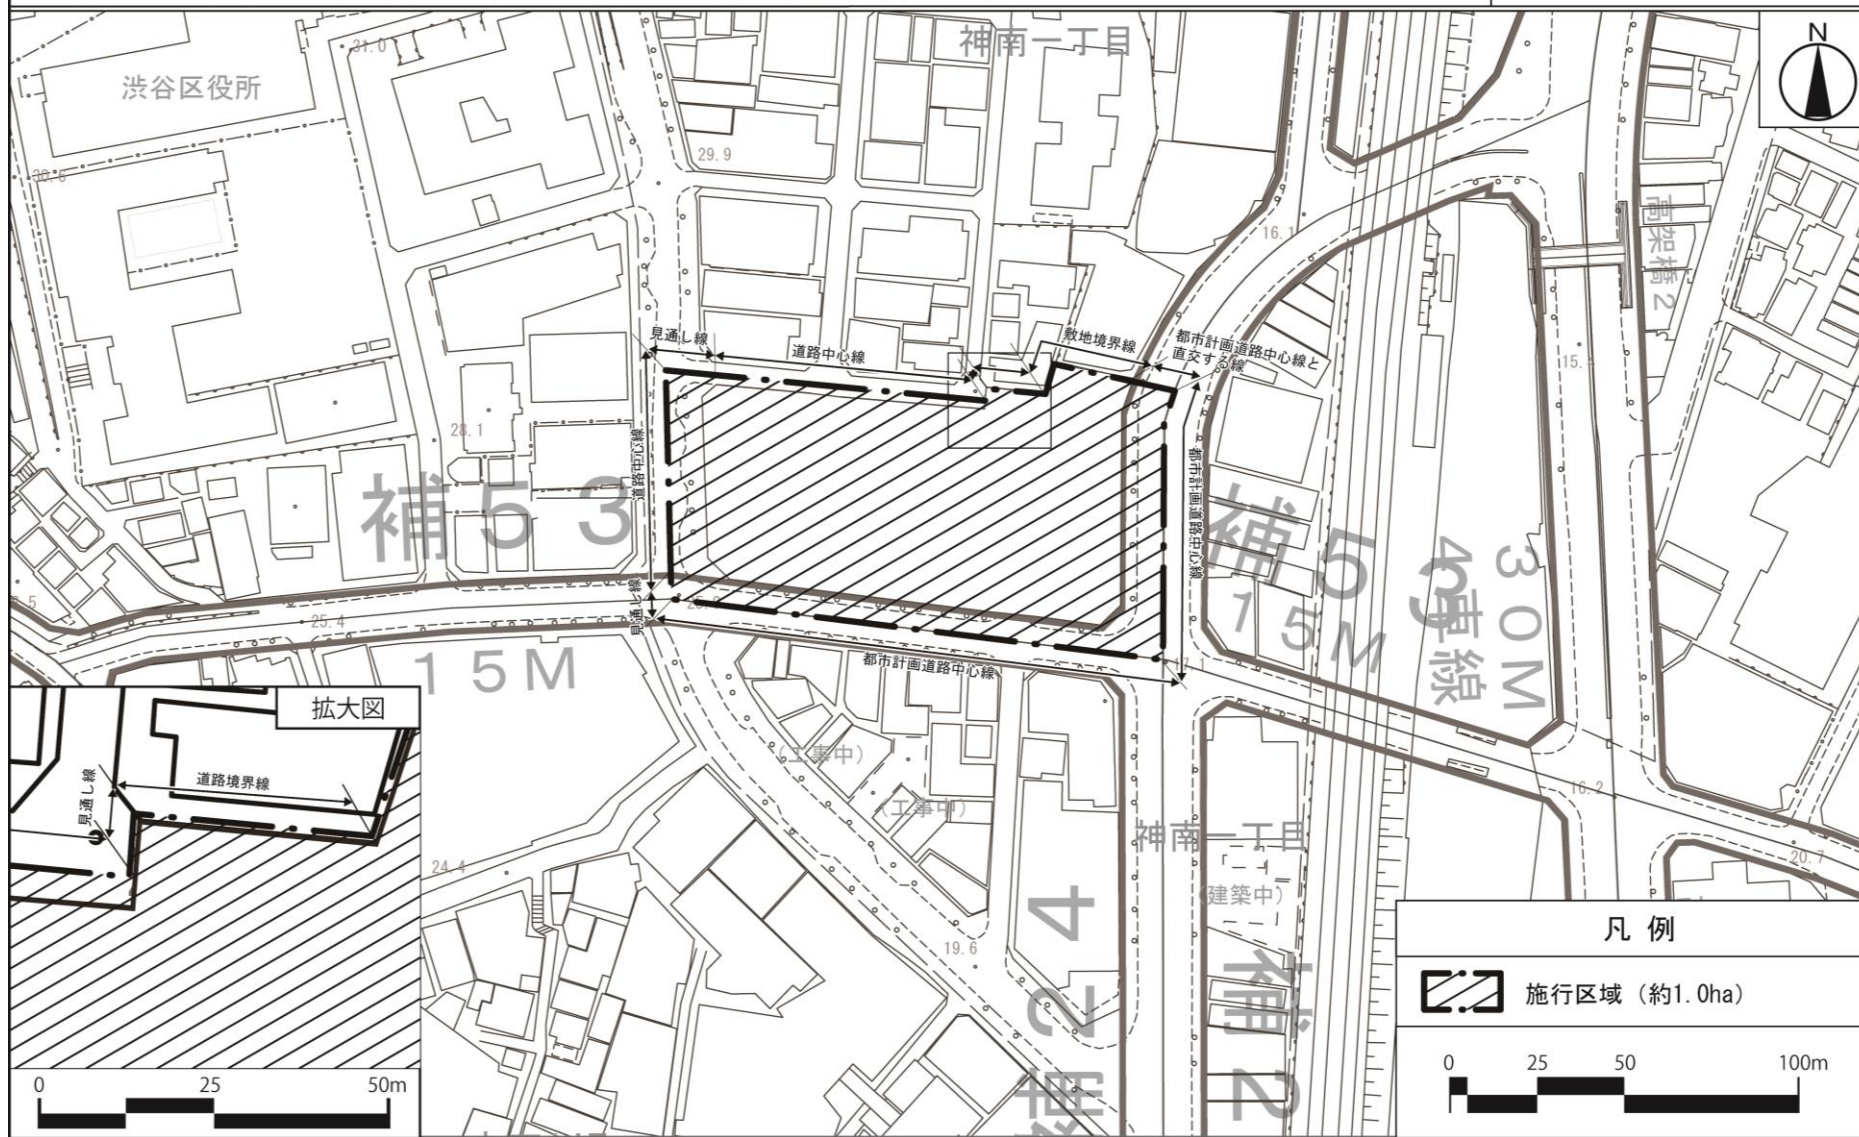 神南一丁目
N
31.0
渋谷区役所
29.9
30.6
高架橋2
16.1
見通し線
道路中心線
敷地境界線
都市計画道路中心線と
直交する線
28.1
道路中心線
都市計画道路中心線
補53
補53
15M
4車線
30M
見通し線
25.4
17.1
15M
都市計画道路中心線
拡大図
(工事中)
(工事中)
見通し線
道路境界線
16.2
神南一丁目
20.7
24.4
(建築中)
19.6
補24
補2
凡 例
施行区域 (約1.0ha)
0 25 50m
0 25 50 100m